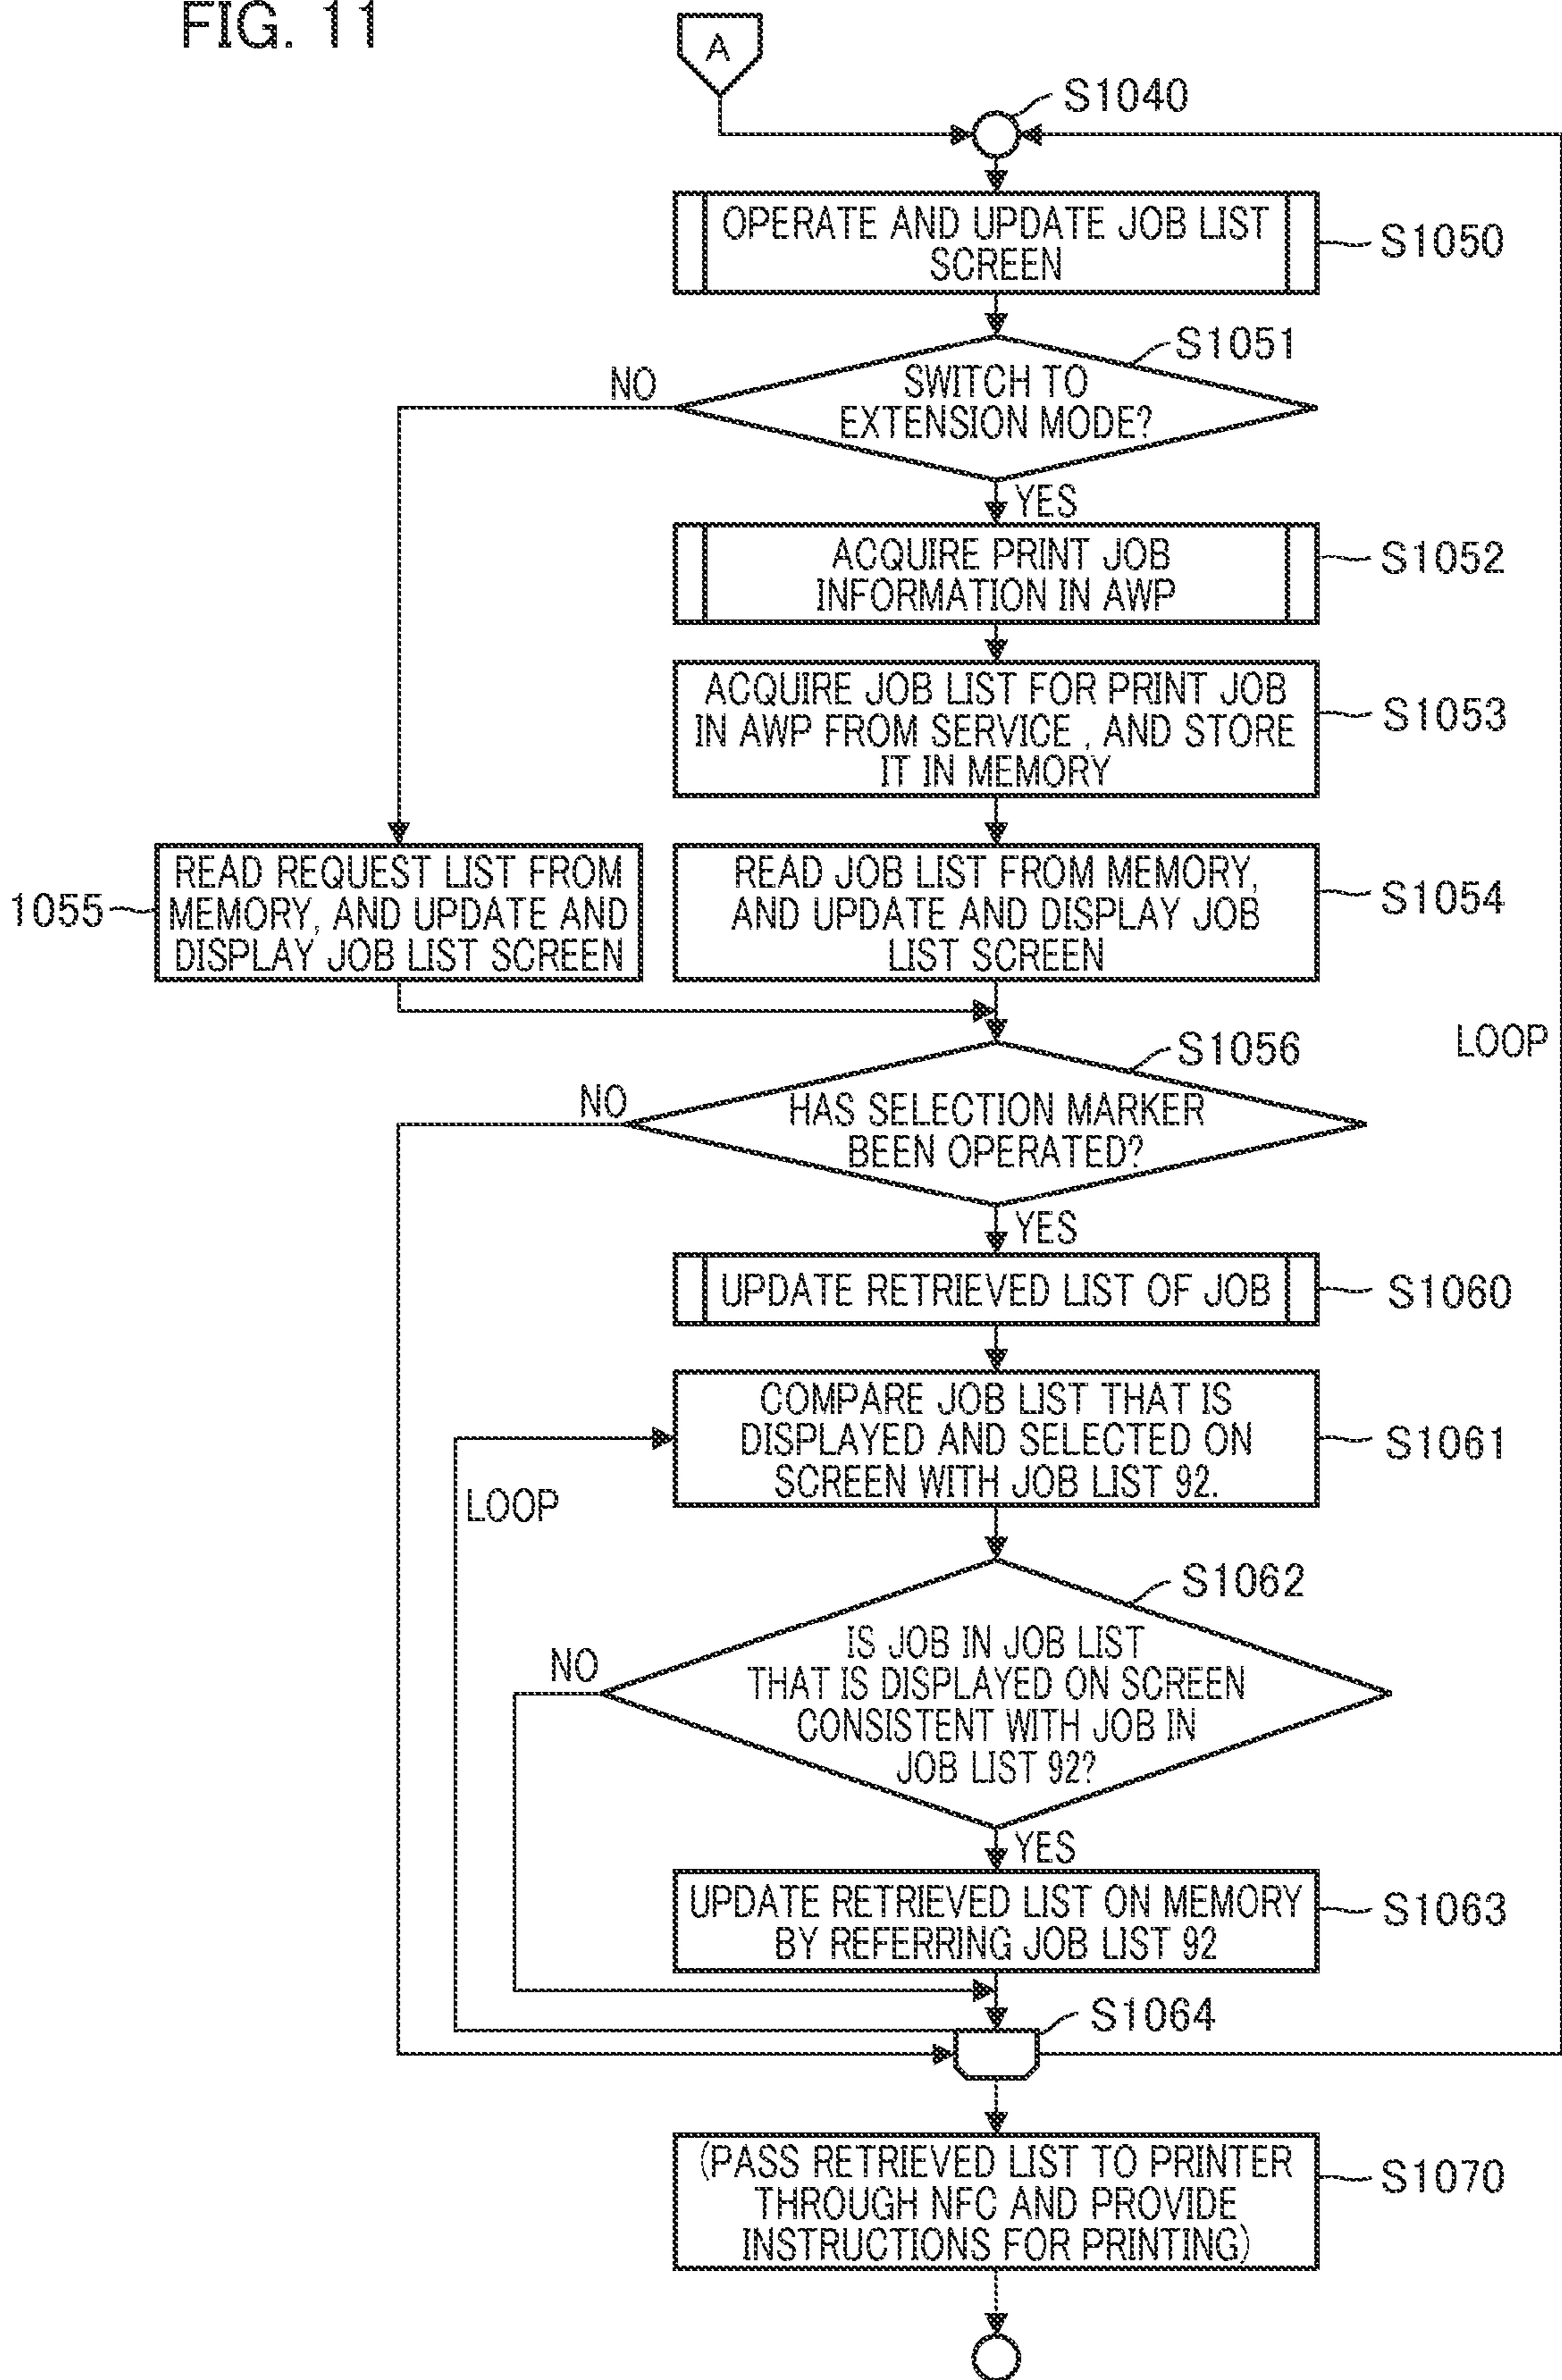 FIG. 11
A
S1040
OPERATE AND UPDATE JOB LIST
SCREEN
S1050
S1051
SWITCH TO
EXTENSION MODE?
NO
YES
ACQUIRE PRINT JOB
INFORMATION IN AWP
S1052
ACQUIRE JOB LIST FOR PRINT JOB
IN AWP FROM SERVICE , AND STORE
IT IN MEMORY
S1053
1055
READ REQUEST LIST FROM
MEMORY, AND UPDATE AND
DISPLAY JOB LIST SCREEN
READ JOB LIST FROM MEMORY,
AND UPDATE AND DISPLAY JOB
LIST SCREEN
S1054
LOOP
S1056
NO
HAS SELECTION MARKER
BEEN OPERATED?
YES
UPDATE RETRIEVED LIST OF JOB
S1060
COMPARE JOB LIST THAT IS
DISPLAYED AND SELECTED ON
SCREEN WITH JOB LIST 92.
S1061
LOOP
S1062
NO
IS JOB IN JOB LIST
THAT IS DISPLAYED ON SCREEN
CONSISTENT WITH JOB IN
JOB LIST 92?
YES
UPDATE RETRIEVED LIST ON MEMORY
BY REFERRING JOB LIST 92
S1063
S1064
(PASS RETRIEVED LIST TO PRINTER
THROUGH NFC AND PROVIDE
INSTRUCTIONS FOR PRINTING)
S1070